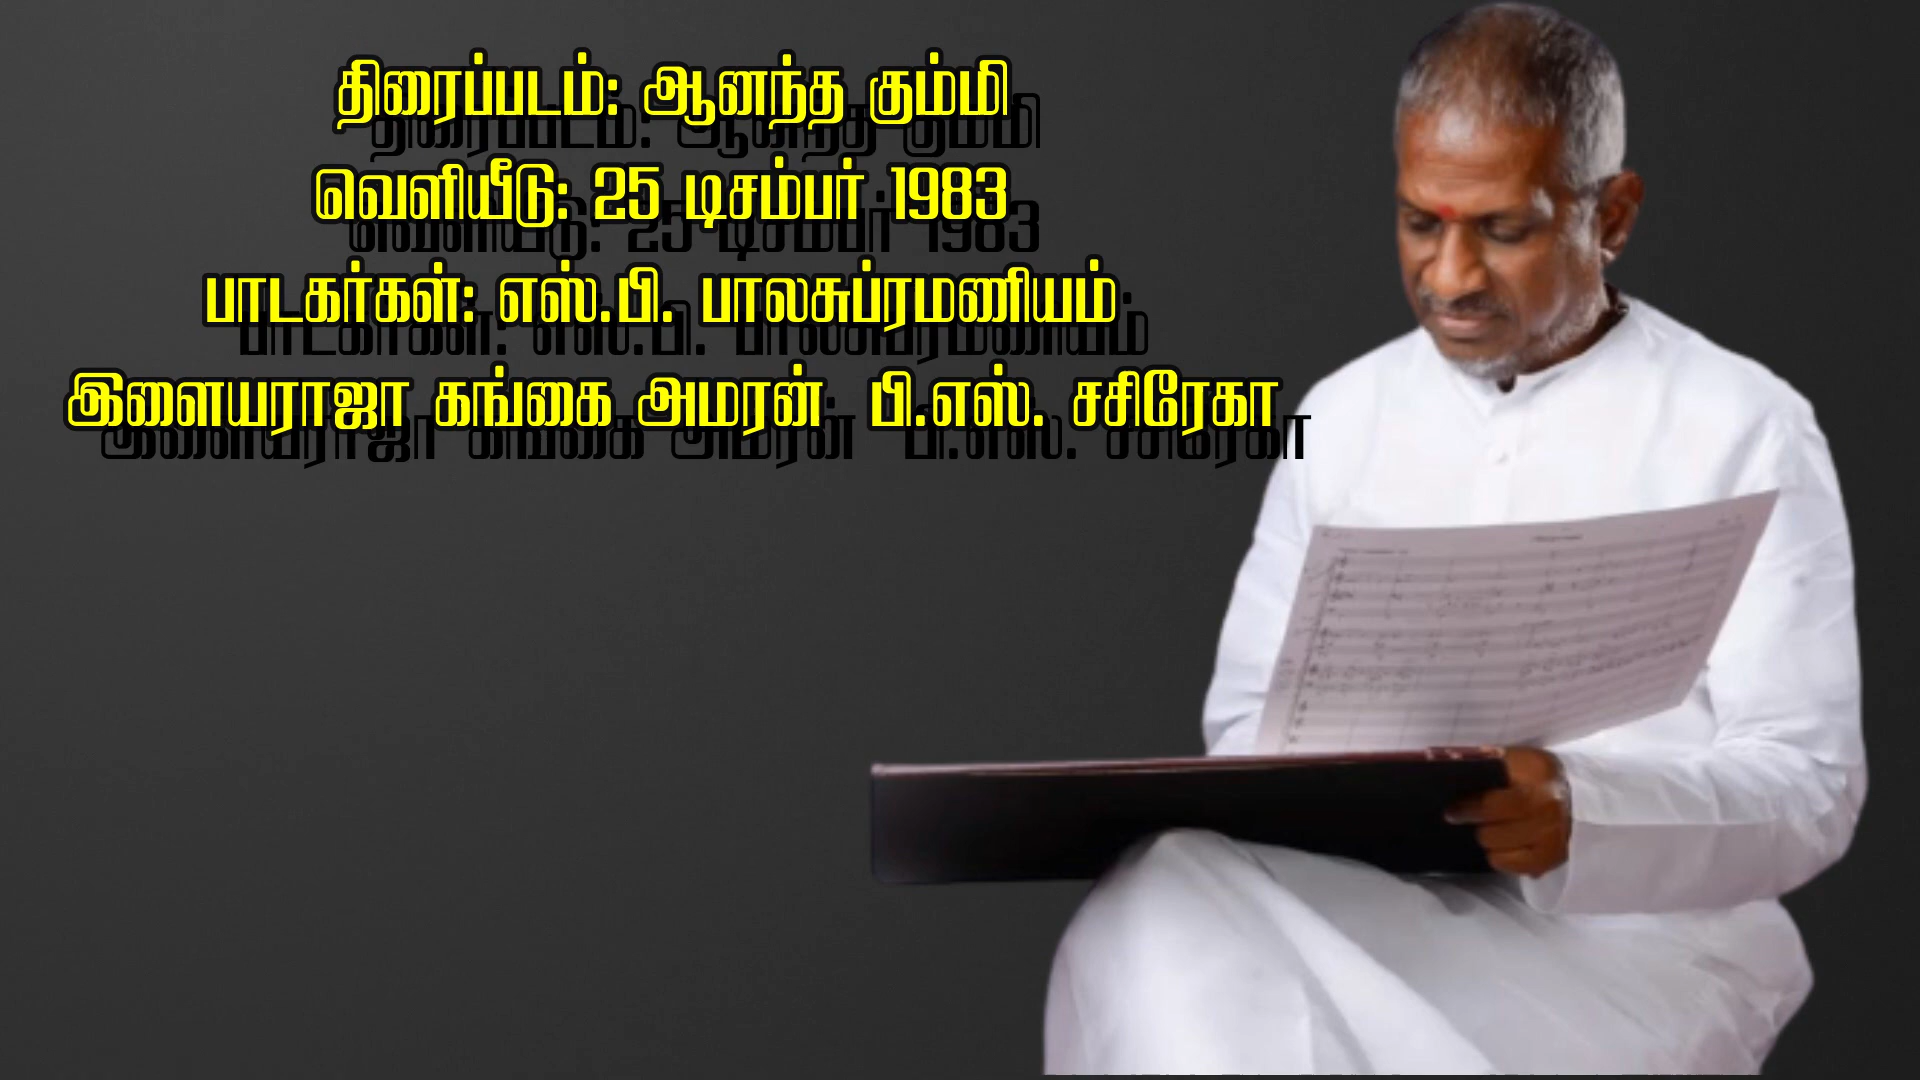 திரைப்படம்: ஆனந்த கும்மி
வெளியீடு: 25 டிசம்பர் 1983
பாடகர்கள்: எஸ்.பி. பாலசுப்ரமணியம்
இளையராஜா கங்கை அமரன் பி.எஸ். சசிரேகா